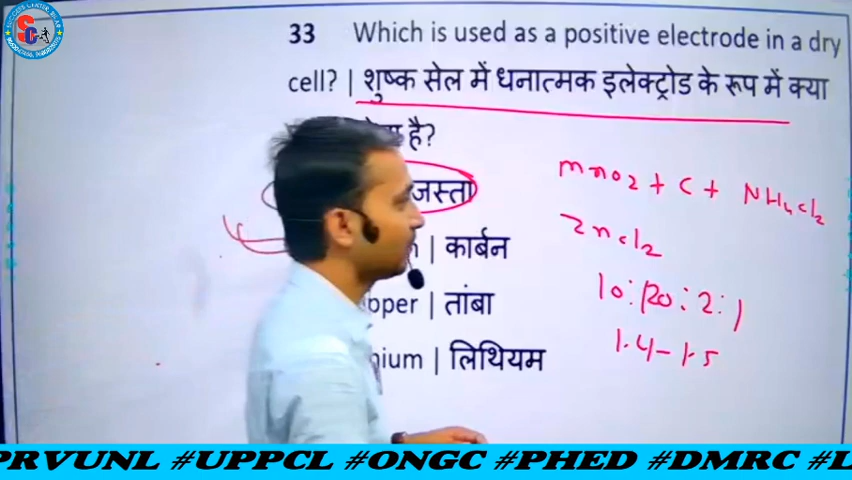 33 Which is used as a positive electrode in a dry
cell? | शुष्क सेल में धनात्मक इलेक्ट्रोड के रूप में क्या
है?
जस्ता
| कार्बन
pper | तांबा
ium | लिथियम
MnO2 + C + NH4Cl2
ZnCl2
10:20:2:1
1.4-1.5
PRVUNL #UPPCL #ONGC #PHED #DMRC #L